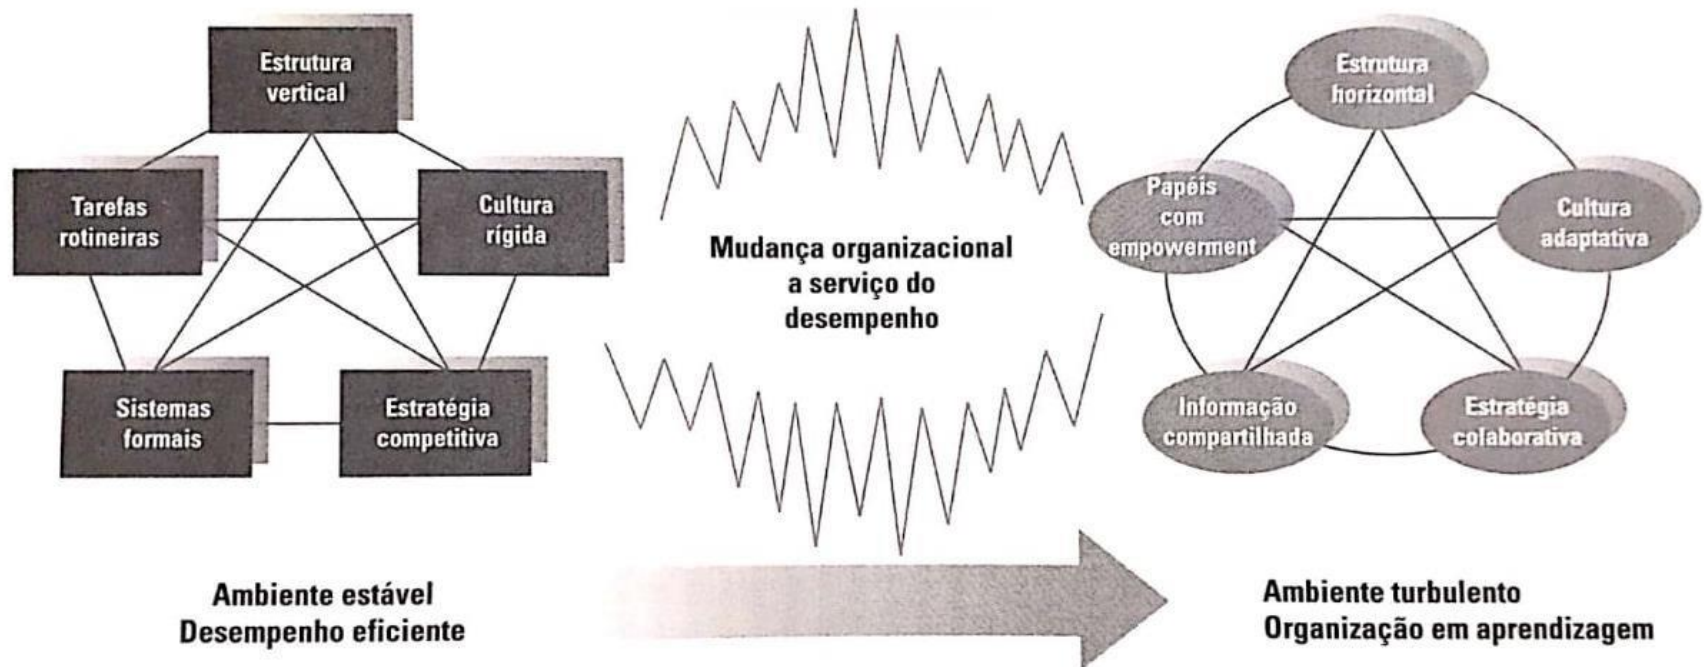 Estrutura
vertical
Tarefas
rotineiras
Cultura
rígida
Sistemas
formais
Estratégia
competitiva
Ambiente estável
Desempenho eficiente
Mudança organizacional
a serviço do
desempenho
Estrutura
horizontal
Papéis
com
empowerment
Cultura
adaptativa
Informação
compartilhada
Estratégia
colaborativa
Ambiente turbulento
Organização em aprendizagem